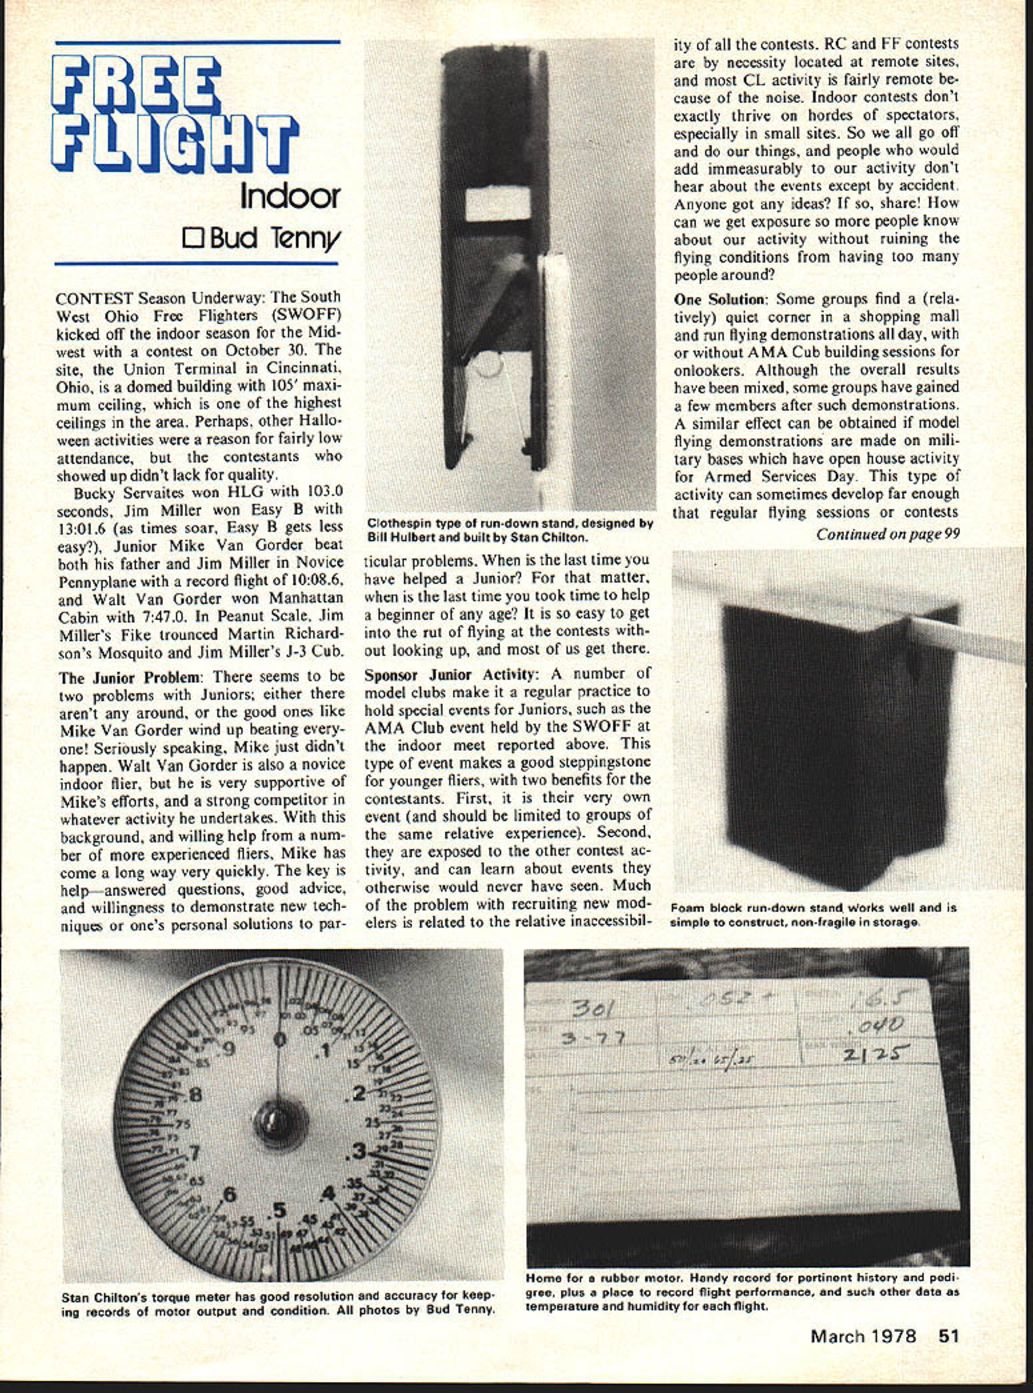 FREE
FLIGHT
Indoor
□ Bud Tenny
CONTEST Season Underway: The South
West Ohio Free Flighters (SWOFF)
kicked off the indoor season for the Mid-
west with a contest on October 30. The
site, the Union Terminal in Cincinnati,
Ohio, is a domed building with 105' maxi-
mum ceiling, which is one of the highest
ceilings in the area. Perhaps, other Hallo-
ween activities were a reason for fairly low
attendance, but the contestants who
showed up didn't lack for quality.
Bucky Servaites won HLG with 103.0
seconds, Jim Miller won Easy B with
13:01.6 (as times soar, Easy B gets less
easy?), Junior Mike Van Gorder beat
both his father and Jim Miller in Novice
Pennyplane with a record flight of 10:08.6,
and Walt Van Gorder won Manhattan
Cabin with 7:47.0. In Peanut Scale, Jim
Miller's Fike trounced Martin Richard-
son's Mosquito and Jim Miller's J-3 Cub.
The Junior Problem: There seems to be
two problems with Juniors; either there
aren't any around, or the good ones like
Mike Van Gorder wind up beating every-
one! Seriously speaking, Mike just didn't
happen. Walt Van Gorder is also a novice
indoor flier, but he is very supportive of
Mike's efforts, and a strong competitor in
whatever activity he undertakes. With this
background, and willing help from a num-
ber of more experienced fliers, Mike has
come a long way very quickly. The key is
help—answered questions, good advice,
and willingness to demonstrate new tech-
niques or one's personal solutions to par-
Clothespin type of run-down stand, designed by
Bill Hulbert and built by Stan Chilton.
ticular problems. When is the last time you
have helped a Junior? For that matter,
when is the last time you took time to help
a beginner of any age? It is so easy to get
into the rut of flying at the contests with-
out looking up, and most of us get there.
Sponsor Junior Activity: A number of
model clubs make it a regular practice to
hold special events for Juniors, such as the
AMA Club event held by the SWOFF at
the indoor meet reported above. This
type of event makes a good steppingstone
for younger fliers, with two benefits for the
contestants. First, it is their very own
event (and should be limited to groups of
the same relative experience). Second,
they are exposed to the other contest ac-
tivity, and can learn about events they
otherwise would never have seen. Much
of the problem with recruiting new mod-
elers is related to the relative inaccessibil-
ity of all the contests. RC and FF contests
are by necessity located at remote sites,
and most CL activity is fairly remote be-
cause of the noise. Indoor contests don't
exactly thrive on hordes of spectators,
especially in small sites. So we all go off
and do our things, and people who would
add immeasurably to our activity don't
hear about the events except by accident.
Anyone got any ideas? If so, share! How
can we get exposure so more people know
about our activity without ruining the
flying conditions from having too many
people around?
One Solution: Some groups find a (rela-
tively) quiet corner in a shopping mall
and run flying demonstrations all day, with
or without AMA Cub building sessions for
onlookers. Although the overall results
have been mixed, some groups have gained
a few members after such demonstrations.
A similar effect can be obtained if model
flying demonstrations are made on mili-
tary bases which have open house activity
for Armed Services Day. This type of
activity can sometimes develop far enough
that regular flying sessions or contests
Continued on page 99
Foam block run-down stand. Works well and is
simple to construct, non-fragile in storage.
0
.1
.2
.3
.4
.5
.6
.7
.8
.9
Stan Chilton's torque meter has good resolution and accuracy for keep-
ing records of motor output and condition. All photos by Bud Tenny.
301 .052+ 16.5
3-77 .040
2125
Home for a rubber motor. Handy record for pertinent history and pedi-
gree, plus a place to record flight performance, and such other data as
temperature and humidity for each flight.
March 1978 51